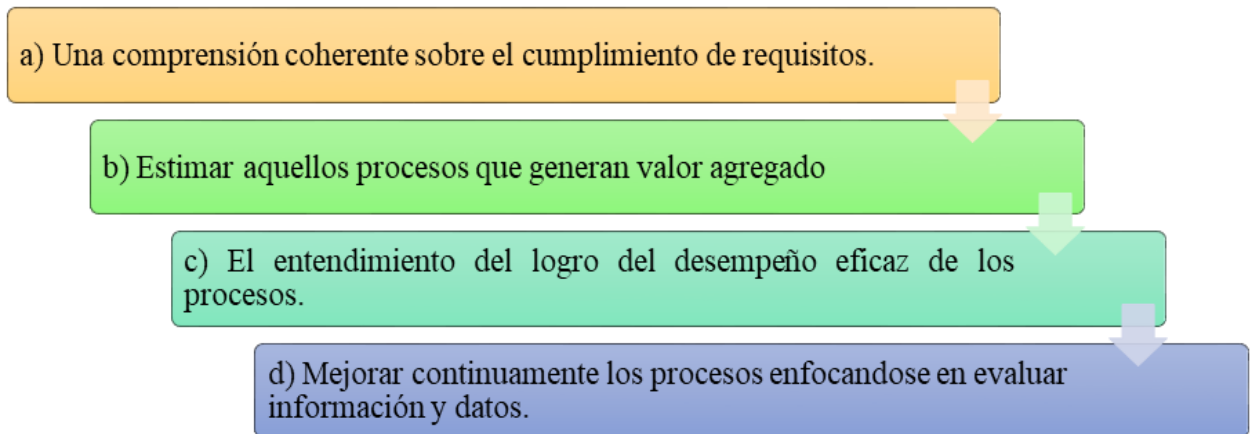 a) Una comprensión coherente sobre el cumplimiento de requisitos.
b) Estimar aquellos procesos que generan valor agregado
c) El entendimiento del logro del desempeño eficaz de los
procesos.
d) Mejorar continuamente los procesos enfocandose en evaluar
información y datos.